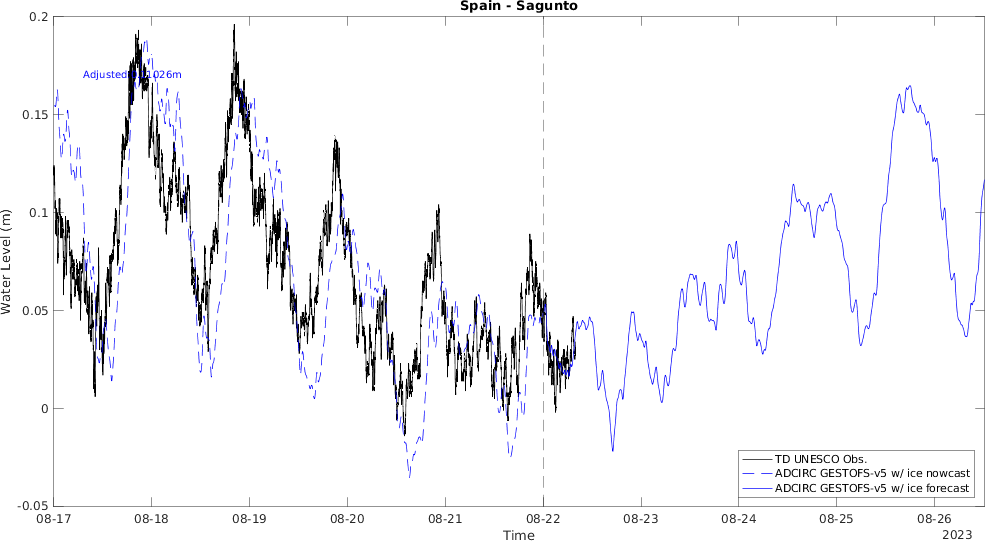 Spain - Sagunto
Water Level (m)
0.2
0.15
0.1
0.05
0
-0.05
Adjusted 1026m
08-17
08-18
08-19
08-20
08-21
08-22
08-23
08-24
08-25
08-26
Time
2023
TD UNESCO Obs.
ADCIRC GESTOFS-v5 w/ ice nowcast
ADCIRC GESTOFS-v5 w/ ice forecast